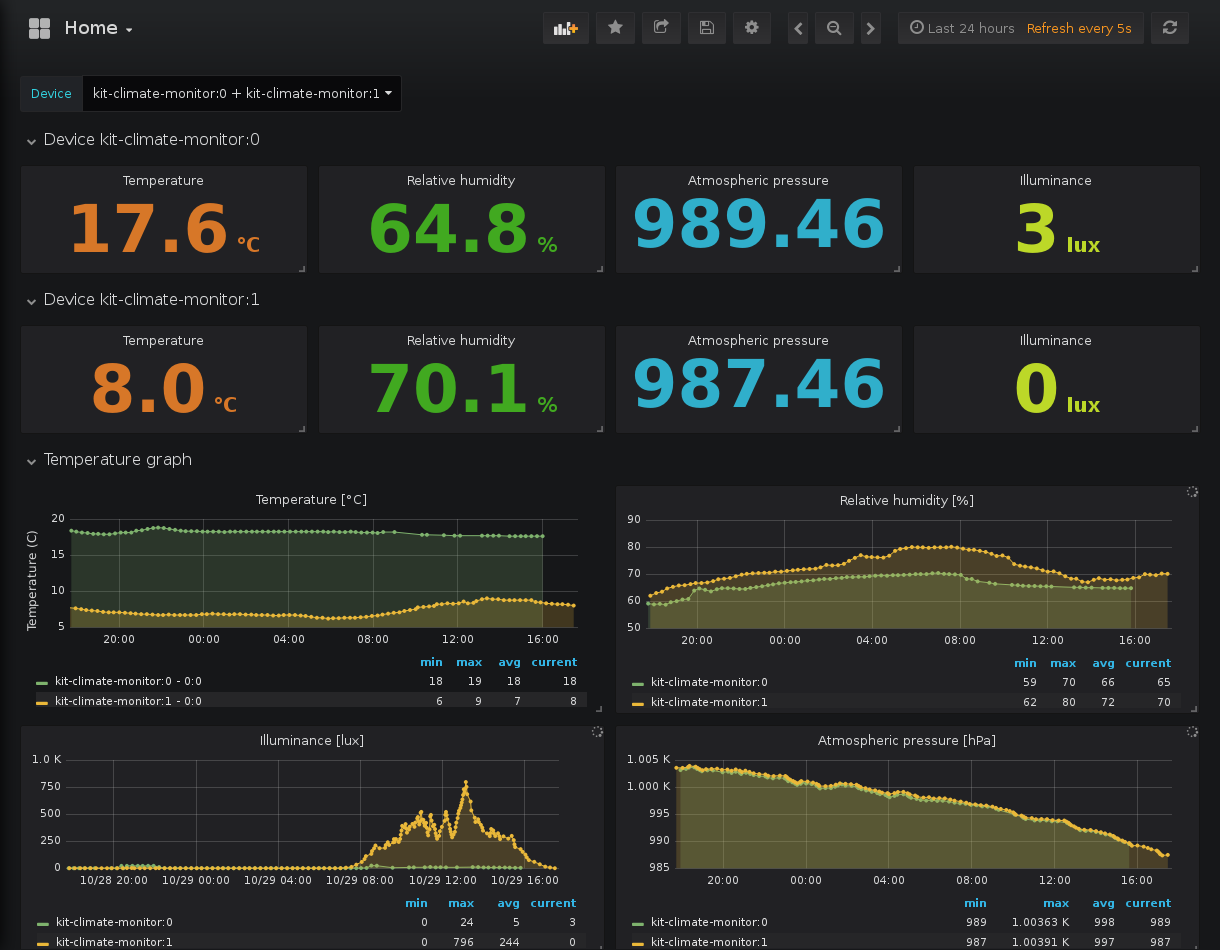 Home
Last 24 hours Refresh every 5s
Device kit-climate-monitor:0 + kit-climate-monitor:1
Device kit-climate-monitor:0
Temperature Relative humidity Atmospheric pressure Illuminance
17.6 °C 64.8 % 989.46 3 lux
Device kit-climate-monitor:1
Temperature Relative humidity Atmospheric pressure Illuminance
8.0 °C 70.1 % 987.46 0 lux
Temperature graph
Temperature [°C]
Temperature (C)
20
15
10
5
20:00 00:00 04:00 08:00 12:00 16:00
min max avg current
kit-climate-monitor:0 - 0:0 18 19 18 18
kit-climate-monitor:1 - 0:0 6 9 7 8
Relative humidity [%]
90
80
70
60
50
20:00 00:00 04:00 08:00 12:00 16:00
min max avg current
kit-climate-monitor:0 59 70 66 65
kit-climate-monitor:1 62 80 72 70
Illuminance [lux]
1.0 K
750
500
250
0
10/28 20:00 10/29 00:00 10/29 04:00 10/29 08:00 10/29 12:00 10/29 16:00
min max avg current
kit-climate-monitor:0 0 24 5 3
kit-climate-monitor:1 0 796 244 0
Atmospheric pressure [hPa]
1.005 K
1.000 K
995
990
985
20:00 00:00 04:00 08:00 12:00 16:00
min max avg current
kit-climate-monitor:0 989 1.00363 K 998 989
kit-climate-monitor:1 987 1.00391 K 997 987